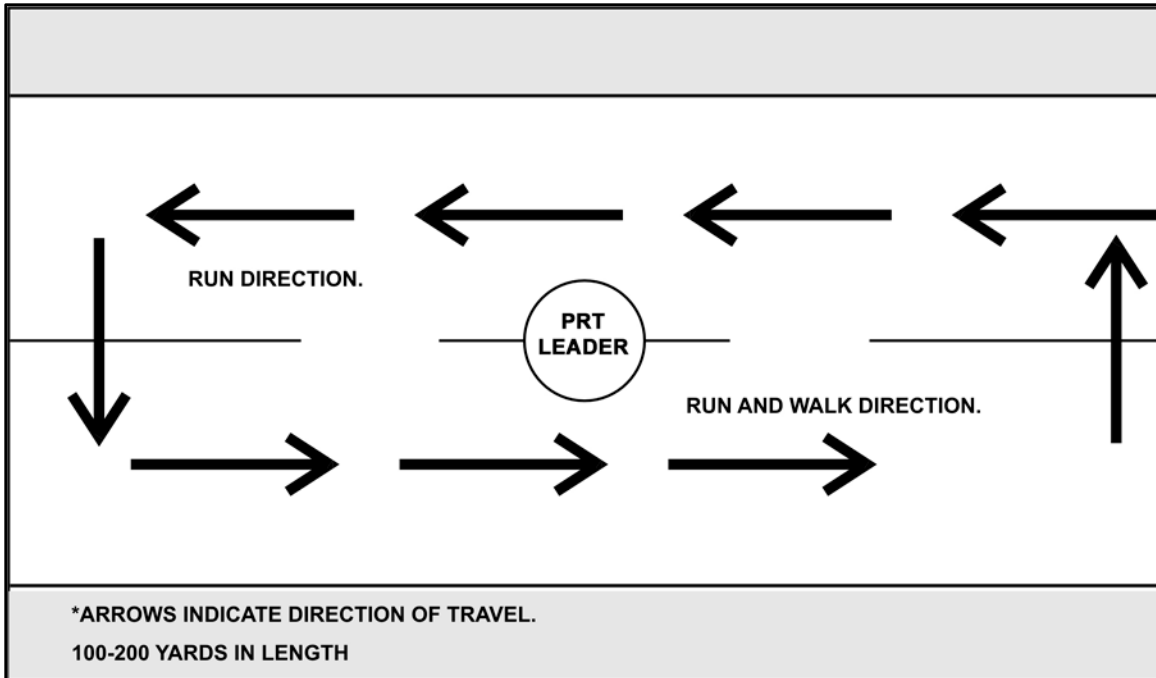 RUN DIRECTION.
PRT
LEADER
RUN AND WALK DIRECTION.
*ARROWS INDICATE DIRECTION OF TRAVEL.
100-200 YARDS IN LENGTH